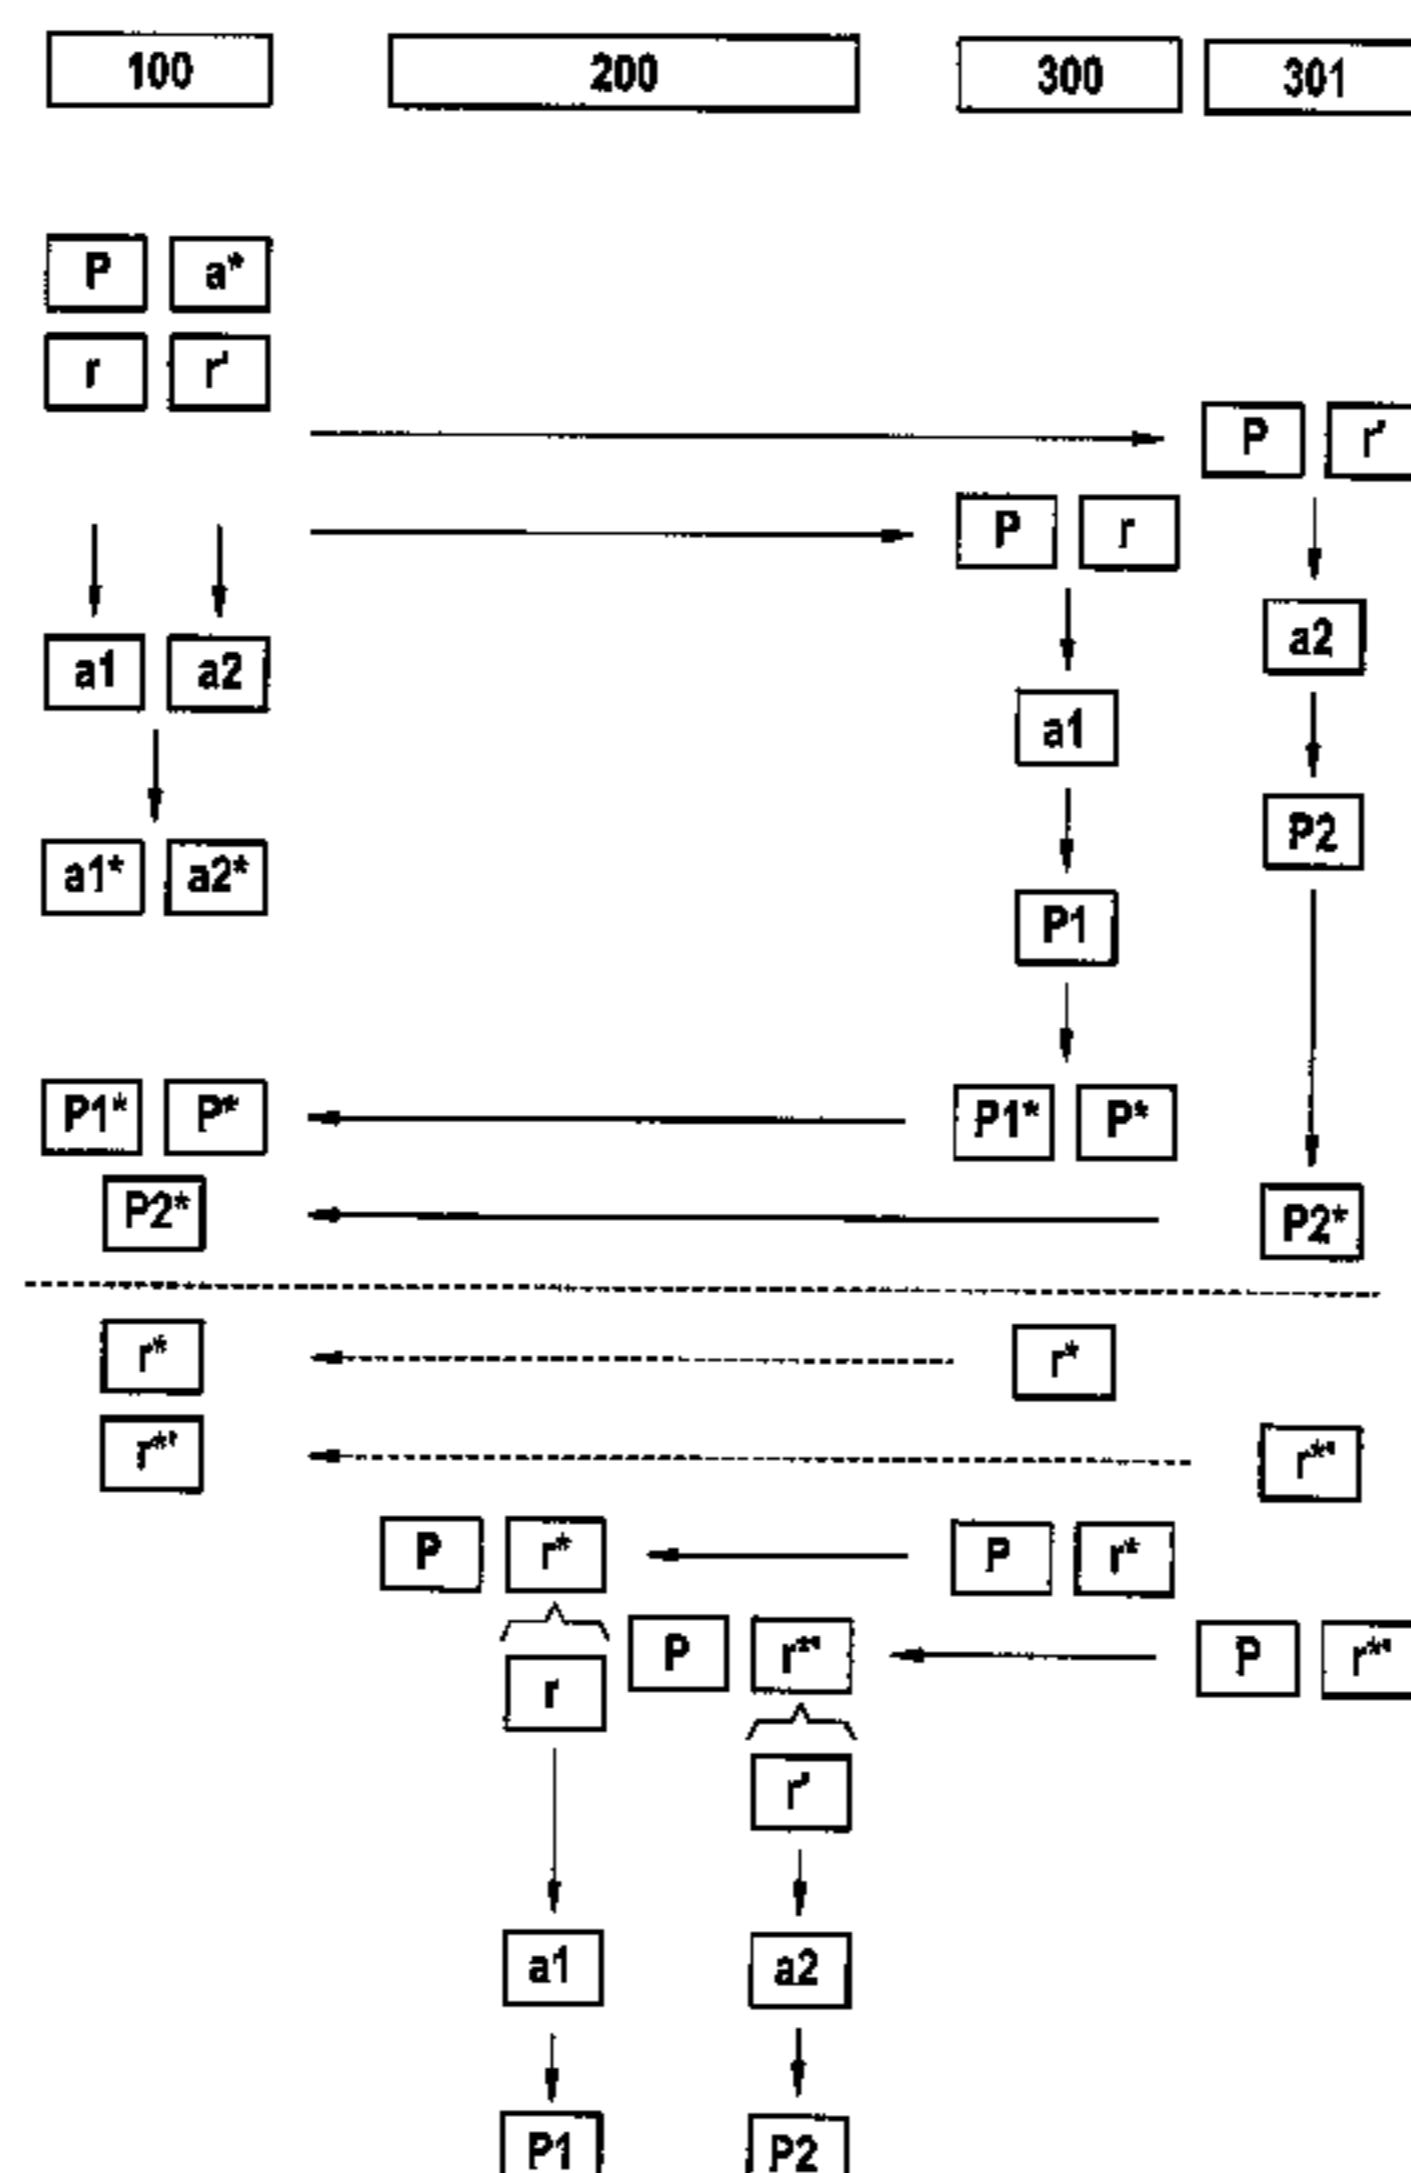 100 200 300 301
P a*
r r'
P r'
P r
a1 a2
a2
a1
a1* a2*
P2
P1
P1* P* P1* P*
P2* P2*
r* r*
r*' r*'
P r* P r*
P r*' P r*'
r
r'
a1 a2
P1 P2